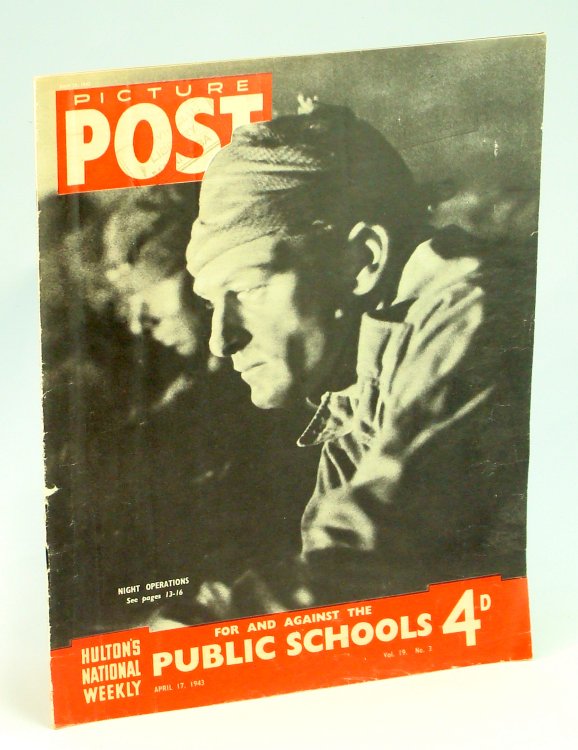 PICTURE
POST
NIGHT OPERATIONS
See pages 13-16
HULTON'S
NATIONAL
WEEKLY
FOR AND AGAINST THE
PUBLIC SCHOOLS
4D
APRIL 17, 1943
Vol. 19. No. 3